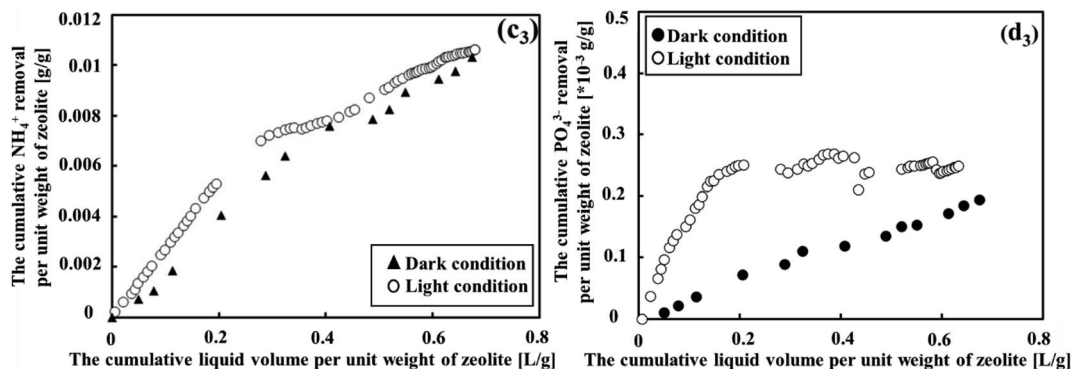 The cumulative NH₄⁺ removal
per unit weight of zeolite [g/g]
0.012
0.01
0.008
0.006
0.004
0.002
0
(c₃)
Dark condition
Light condition
0
0.2
0.4
0.6
0.8
The cumulative liquid volume per unit weight of zeolite [L/g]
The cumulative PO₄³⁻ removal
per unit weight of zeolite [*10⁻³ g/g]
0.5
0.4
0.3
0.2
0.1
0
Dark condition
Light condition
(d₃)
0
0.2
0.4
0.6
0.8
The cumulative liquid volume per unit weight of zeolite [L/g]